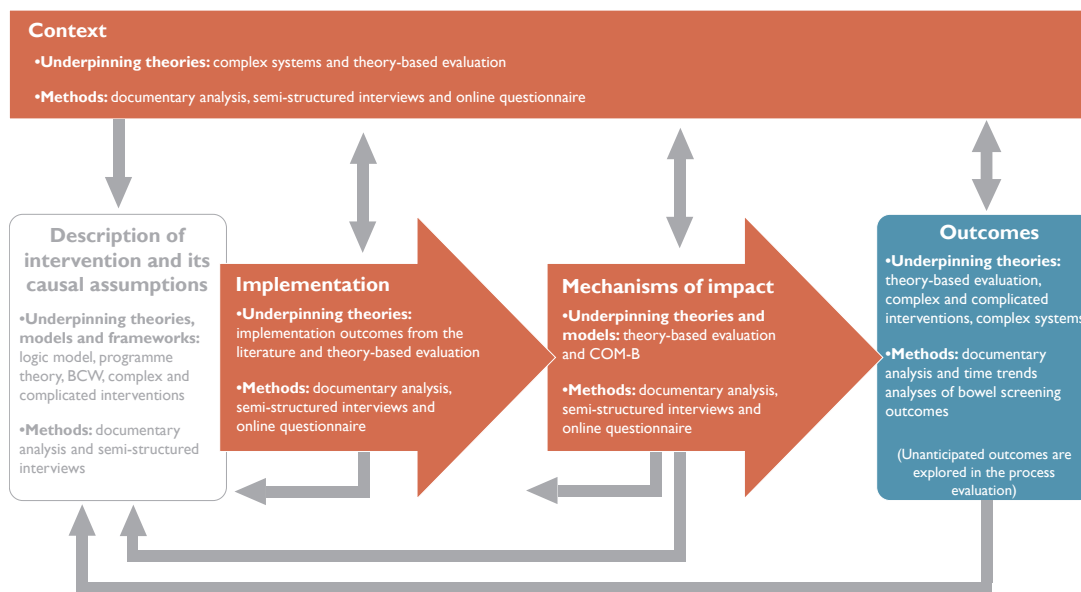 Context
•Underpinning theories: complex systems and theory-based evaluation
•Methods: documentary analysis, semi-structured interviews and online questionnaire
Description of
intervention and its
causal assumptions
•Underpinning theories,
models and frameworks:
logic model, programme
theory, BCW, complex and
complicated interventions
•Methods: documentary
analysis and semi-structured
interviews
Implementation
•Underpinning theories:
implementation outcomes from the
literature and theory-based evaluation
•Methods: documentary analysis,
semi-structured interviews and
online questionnaire
Mechanisms of impact
•Underpinning theories and
models: theory-based evaluation
and COM-B
•Methods: documentary analysis,
semi-structured interviews and
online questionnaire
Outcomes
•Underpinning theories:
theory-based evaluation,
complex and complicated
interventions, complex systems
•Methods: documentary
analysis and time trends
analyses of bowel screening
outcomes
(Unanticipated outcomes are
explored in the process
evaluation)